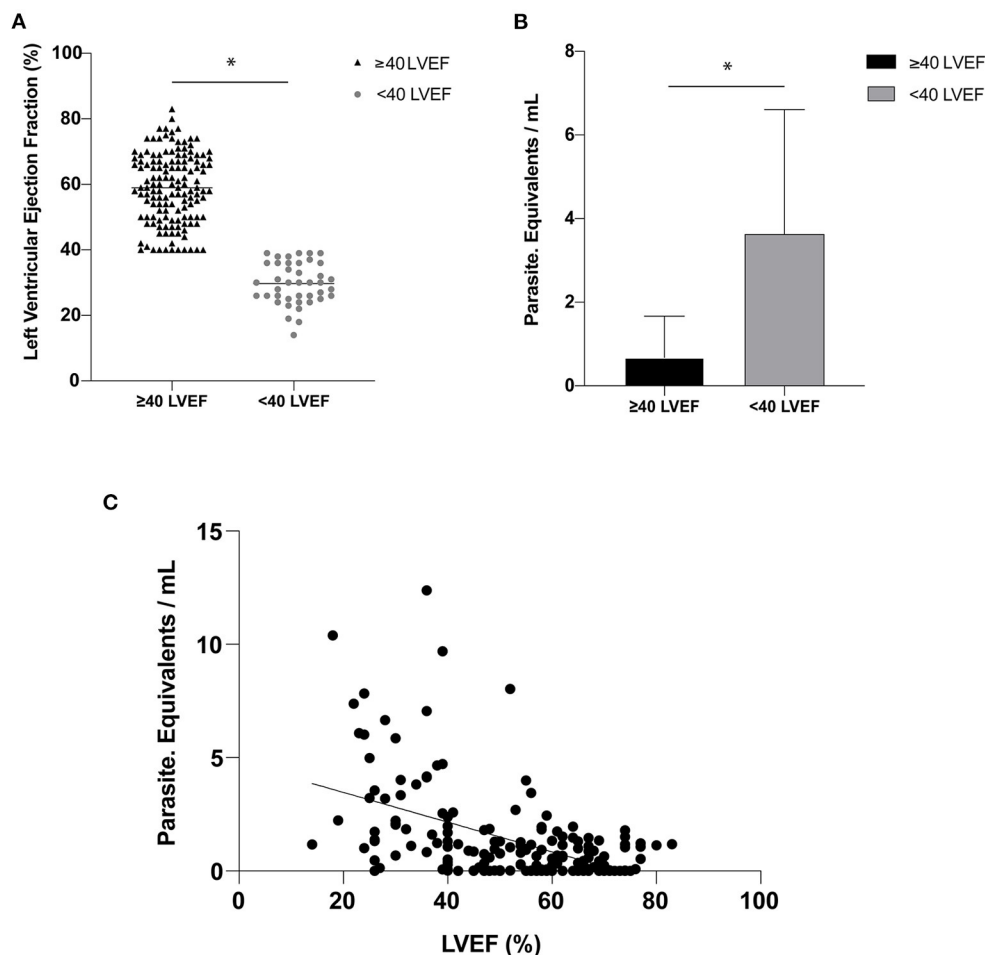 A
Left Ventricular Ejection Fraction (%)
100
80
60
40
20
0
*
≥40 LVEF
<40 LVEF
≥40 LVEF
<40 LVEF
B
Parasite. Equivalents / mL
8
6
4
2
0
*
≥40 LVEF
<40 LVEF
≥40 LVEF
<40 LVEF
C
Parasite. Equivalents / mL
15
10
5
0
0
20
40
60
80
100
LVEF (%)